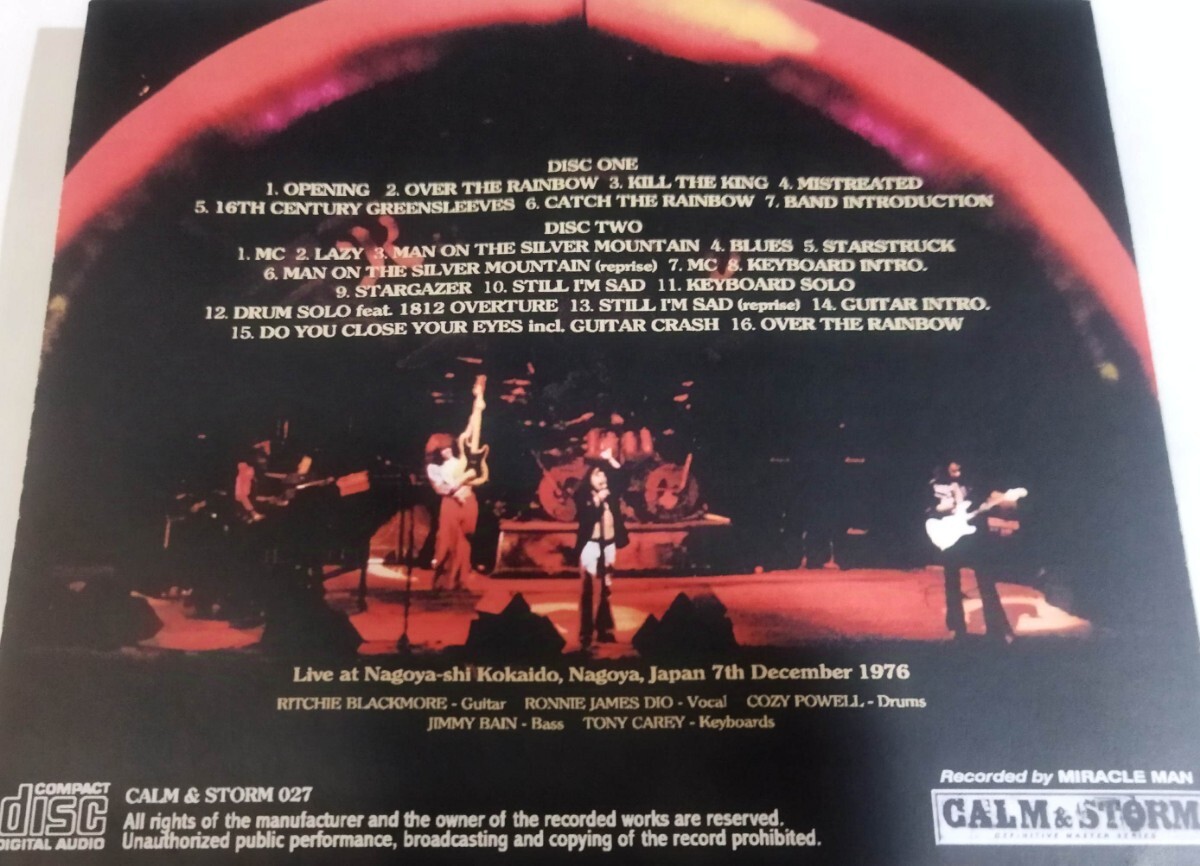 DISC ONE
1. OPENING 2. OVER THE RAINBOW 3. KILL THE KING 4. MISTREATED
5. 16TH CENTURY GREENSLEEVES 6. CATCH THE RAINBOW 7. BAND INTRODUCTION
DISC TWO
1. MC 2. LAZY 3. MAN ON THE SILVER MOUNTAIN 4. BLUES 5. STARSTRUCK
6. MAN ON THE SILVER MOUNTAIN (reprise) 7. MC 8. KEYBOARD INTRO.
9. STARGAZER 10. STILL I'M SAD 11. KEYBOARD SOLO
12. DRUM SOLO feat. 1812 OVERTURE 13. STILL I'M SAD (reprise) 14. GUITAR INTRO.
15. DO YOU CLOSE YOUR EYES incl. GUITAR CRASH 16. OVER THE RAINBOW
Live at Nagoya-shi Kokaido, Nagoya, Japan 7th December 1976
RITCHIE BLACKMORE - Guitar RONNIE JAMES DIO - Vocal COZY POWELL - Drums
JIMMY BAIN - Bass TONY CAREY - Keyboards
COMPACT
disc
DIGITAL AUDIO
CALM & STORM 027
All rights of the manufacturer and the owner of the recorded works are reserved.
Unauthorized public performance, broadcasting and copying of the record prohibited.
Recorded by MIRACLE MAN
CALM & STORM
DEFINITIVE MASTER SERIES